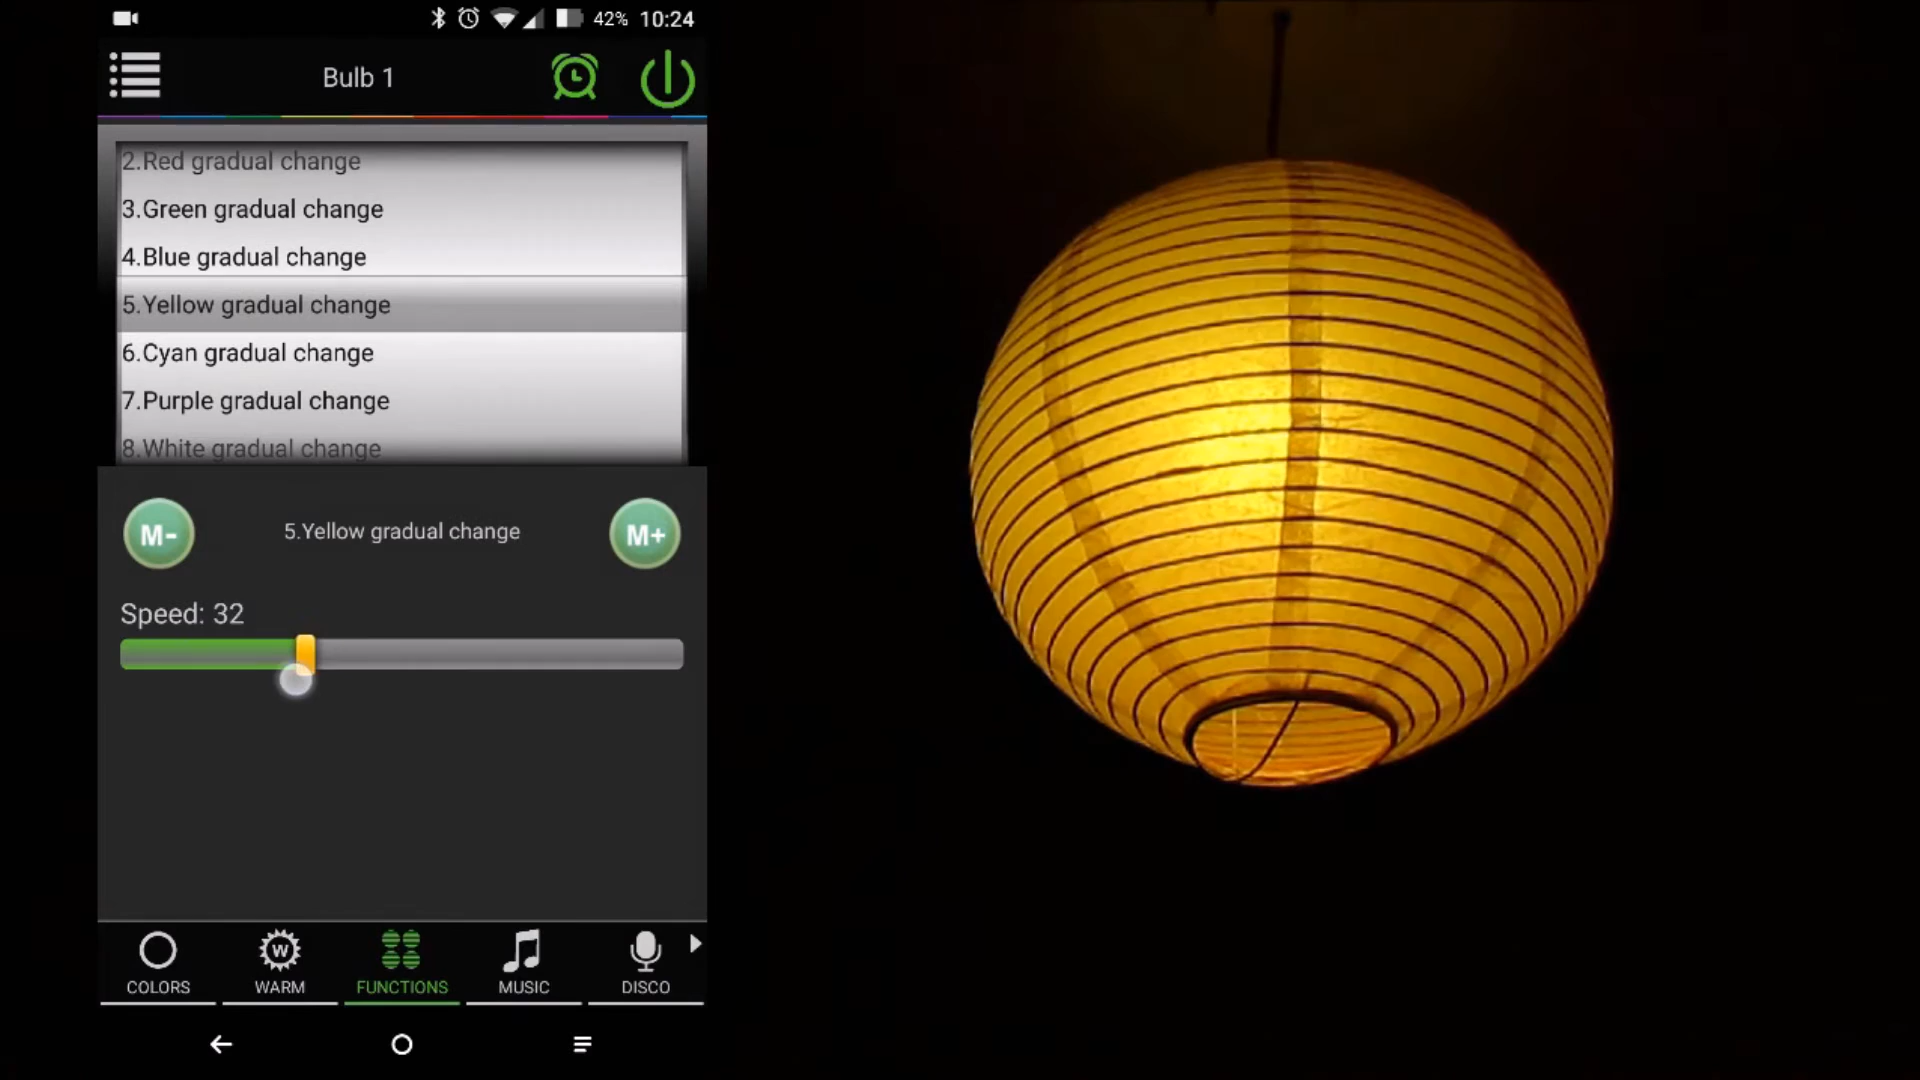 42% 10:24
Bulb 1
2.Red gradual change
3.Green gradual change
4.Blue gradual change
5.Yellow gradual change
6.Cyan gradual change
7.Purple gradual change
8.White gradual change
M- 5.Yellow gradual change M+
Speed: 32
W
COLORS WARM FUNCTIONS MUSIC DISCO